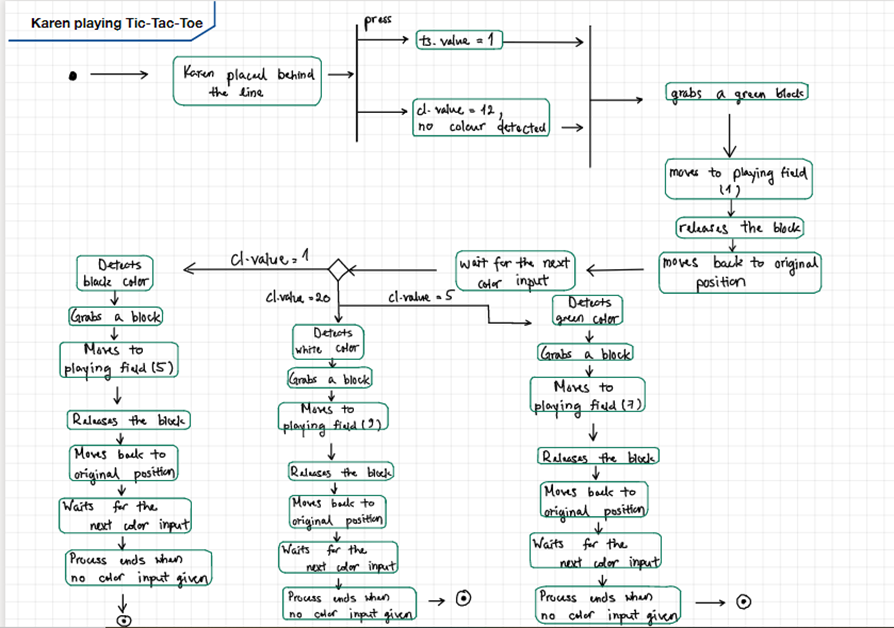 Karen playing Tic-Tac-Toe
press
ts. value = 1
Karen placed behind
the line
cl- value = 12,
no colour detected
grabs a green block
moves to playing field
(1)
releases the block
moves back to original
position
wait for the next
color input
cl-value = 1
cl-value = 20
cl-value = 5
Detects
black color
Grabs a block
Moves to
playing field (5)
Releases the block
Moves back to
original position
Waits for the
next color input
Process ends when
no color input given
Detects
white color
Grabs a block
Moves to
playing field (9)
Releases the block
Moves back to
original position
Waits for the
next color input
Process ends when
no color input given
Detects
green color
Grabs a block
Moves to
playing field (7)
Releases the block
Moves back to
original position
Waits for the
next color input
Process ends when
no color input given